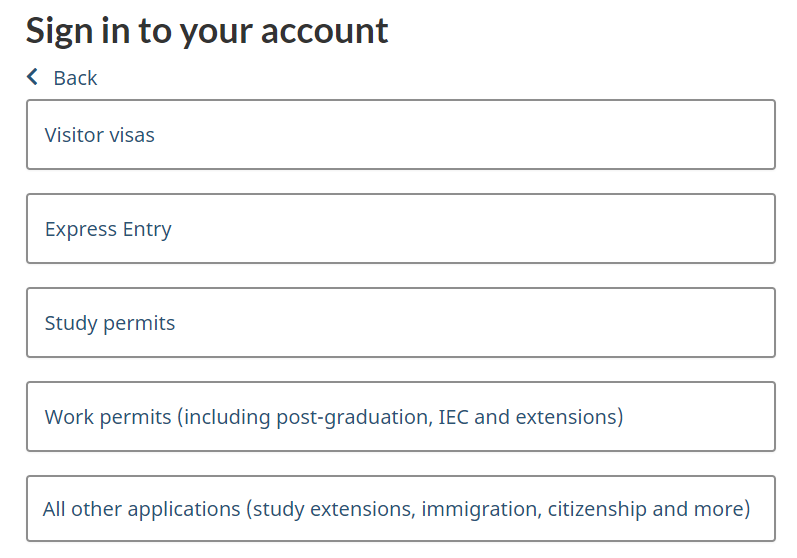 Sign in to your account
Back
Visitor visas
Express Entry
Study permits
Work permits (including post-graduation, IEC and extensions)
All other applications (study extensions, immigration, citizenship and more)